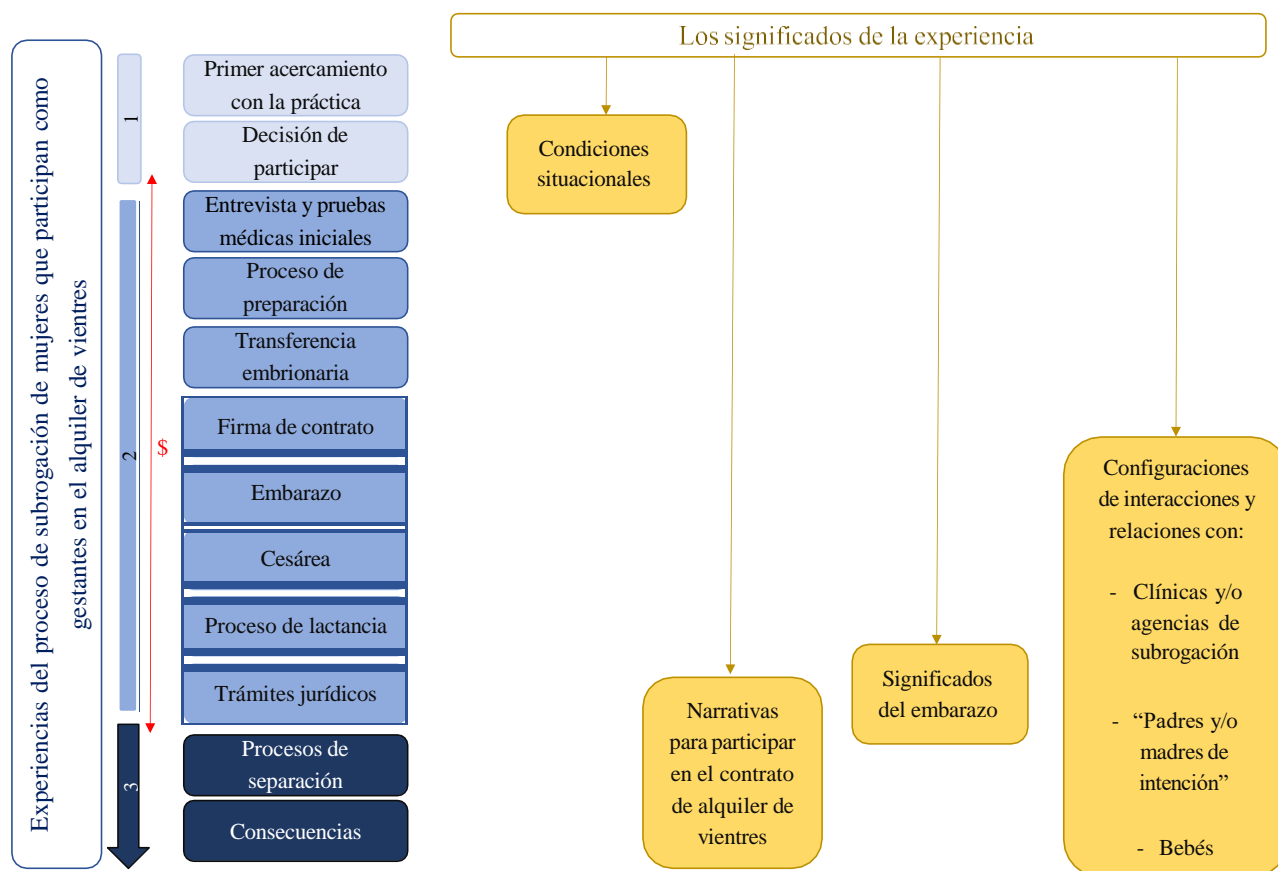 Experiencias del proceso de subrogación de mujeres que participan como
gestantes en el alquiler de vientres
1
2
3
$
Primer acercamiento
con la práctica
Decisión de
participar
Entrevista y pruebas
médicas iniciales
Proceso de
preparación
Transferencia
embrionaria
Firma de contrato
Embarazo
Cesárea
Proceso de lactancia
Trámites jurídicos
Procesos de
separación
Consecuencias
Los significados de la experiencia
Condiciones
situacionales
Narrativas
para participar
en el contrato
de alquiler de
vientres
Significados
del embarazo
Configuraciones
de interacciones y
relaciones con:
- Clínicas y/o
agencias de
subrogación
- “Padres y/o
madres de
intención”
- Bebés